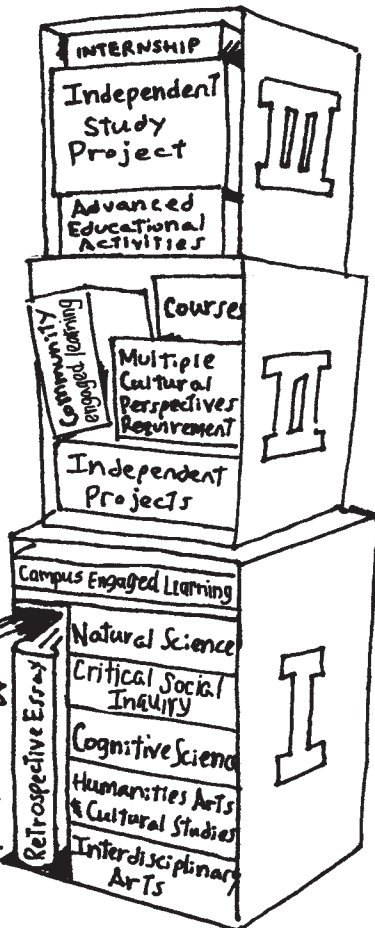 INTERNSHIP
Independent
Study
Project
Advanced
Educational
Activities
III
Community
engaged learning
Courses
Multiple
Cultural
Perspectives
Requirement
Independent
Projects
II
Campus Engaged Learning
Retrospective Essay
Natural Science
Critical Social
Inquiry
Cognitive Scienc
Humanities Arts
& Cultural Studies
Interdisciplinary
Arts
I